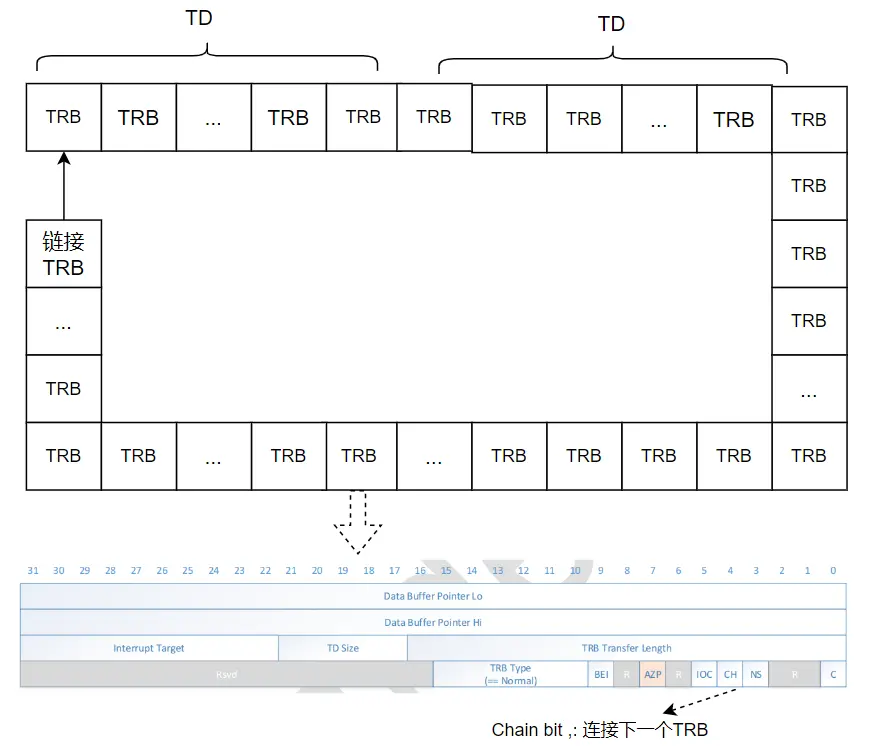 TD
TD
TRB TRB ... TRB TRB TRB TRB TRB ... TRB TRB
TRB
链接
TRB
TRB
...
TRB
TRB
...
TRB TRB ... TRB TRB ... TRB TRB TRB TRB TRB
31 30 29 28 27 26 25 24 23 22 21 20 19 18 17 16 15 14 13 12 11 10 9 8 7 6 5 4 3 2 1 0
Data Buffer Pointer Lo
Data Buffer Pointer Hi
Interrupt Target TD Size TRB Transfer Length
Rsvd TRB Type BEI R AZP R IOC CH NS R C
(== Normal)
Chain bit ,: 连接下一个TRB